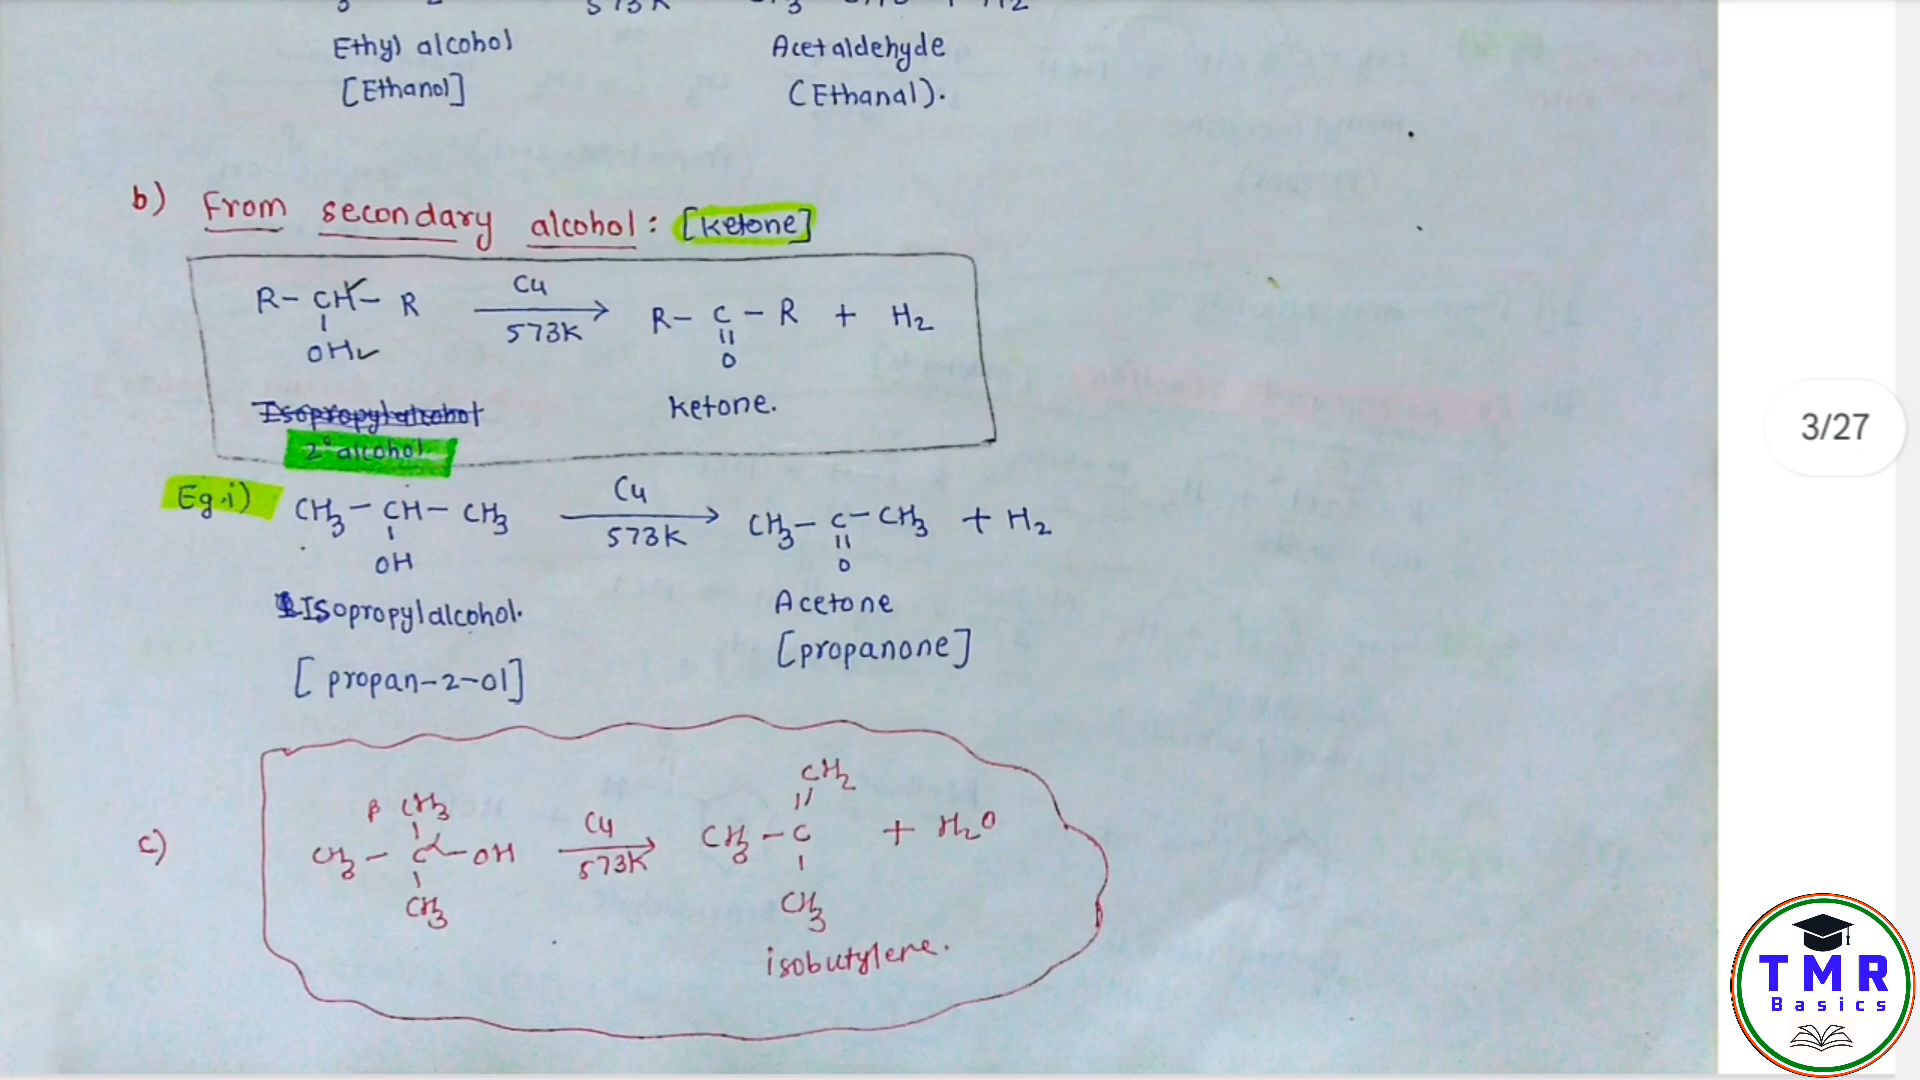 573K
Ethyl alcohol Acetaldehyde
[Ethanol] (Ethanal).
b) From secondary alcohol: [ketone]
R- CH- R Cu 573K R- C - R + H2
OH O
Isopropylalcohol ketone.
2° alcohol
Eg.i) CH3 - CH - CH3 Cu 573K CH3 - C - CH3 + H2
OH O
Isopropylalcohol. Acetone
[propan-2-ol] [propanone]
CH2
β CH3
c) CH3 - C α - OH Cu 573K CH3 - C + H2O
CH3 CH3
isobutylene.
3/27
TMR
Basics